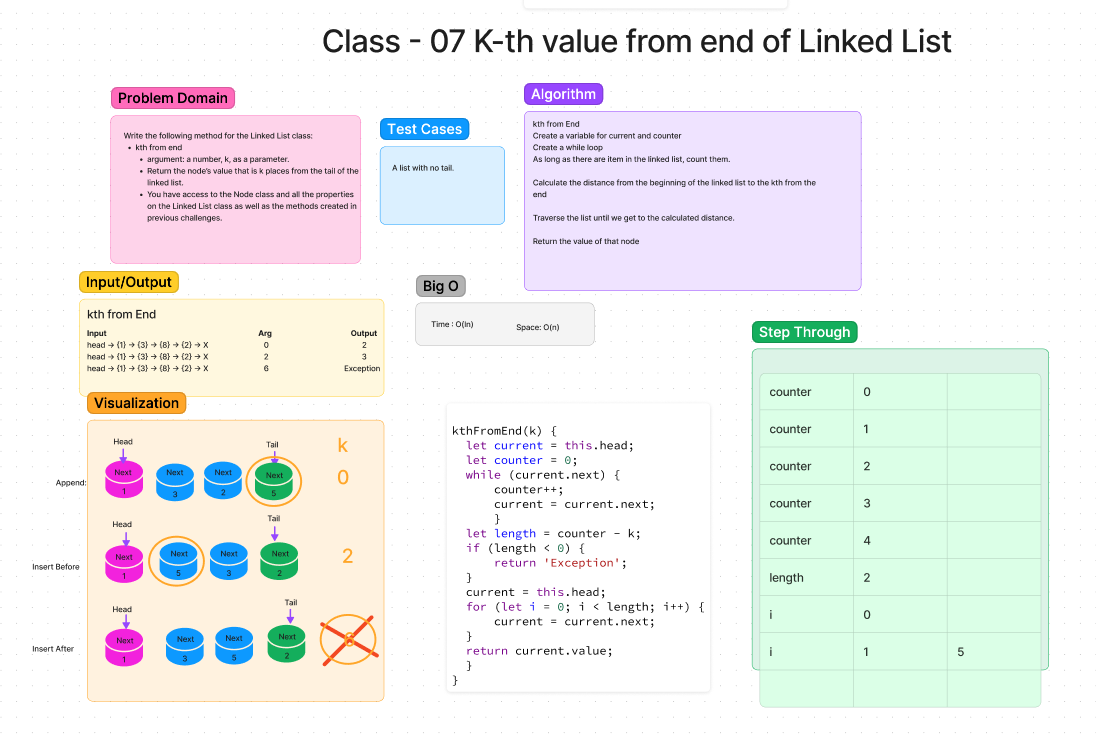 Class - 07 K-th value from end of Linked List
Problem Domain
Write the following method for the Linked List class:
• kth from end
• argument: a number, k, as a parameter.
• Return the node's value that is k places from the tail of the
linked list.
• You have access to the Node class and all the properties
on the Linked List class as well as the methods created in
previous challenges.
Test Cases
A list with no tail.
Algorithm
kth from End
Create a variable for current and counter
Create a while loop
As long as there are item in the linked list, count them.
Calculate the distance from the beginning of the linked list to the kth from the
end
Traverse the list until we get to the calculated distance.
Return the value of that node
Input/Output
kth from End
Input Arg Output
head -> {1} -> {3} -> {8} -> {2} -> X 0 2
head -> {1} -> {3} -> {8} -> {2} -> X 2 3
head -> {1} -> {3} -> {8} -> {2} -> X 6 Exception
Big O
Time : O(ln) Space: O(n)
Visualization
Head Tail k
Append: Next Next Next Next 0
1 3 2 5
Head Tail
Insert Before Next Next Next Next 2
1 5 3 2
Head Tail
Insert After Next Next Next Next
1 3 5 2
kthFromEnd(k) {
let current = this.head;
let counter = 0;
while (current.next) {
counter++;
current = current.next;
}
let length = counter - k;
if (length < 0) {
return 'Exception';
}
current = this.head;
for (let i = 0; i < length; i++) {
current = current.next;
}
return current.value;
}
}
Step Through
counter 0
counter 1
counter 2
counter 3
counter 4
length 2
i 0
i 1 5